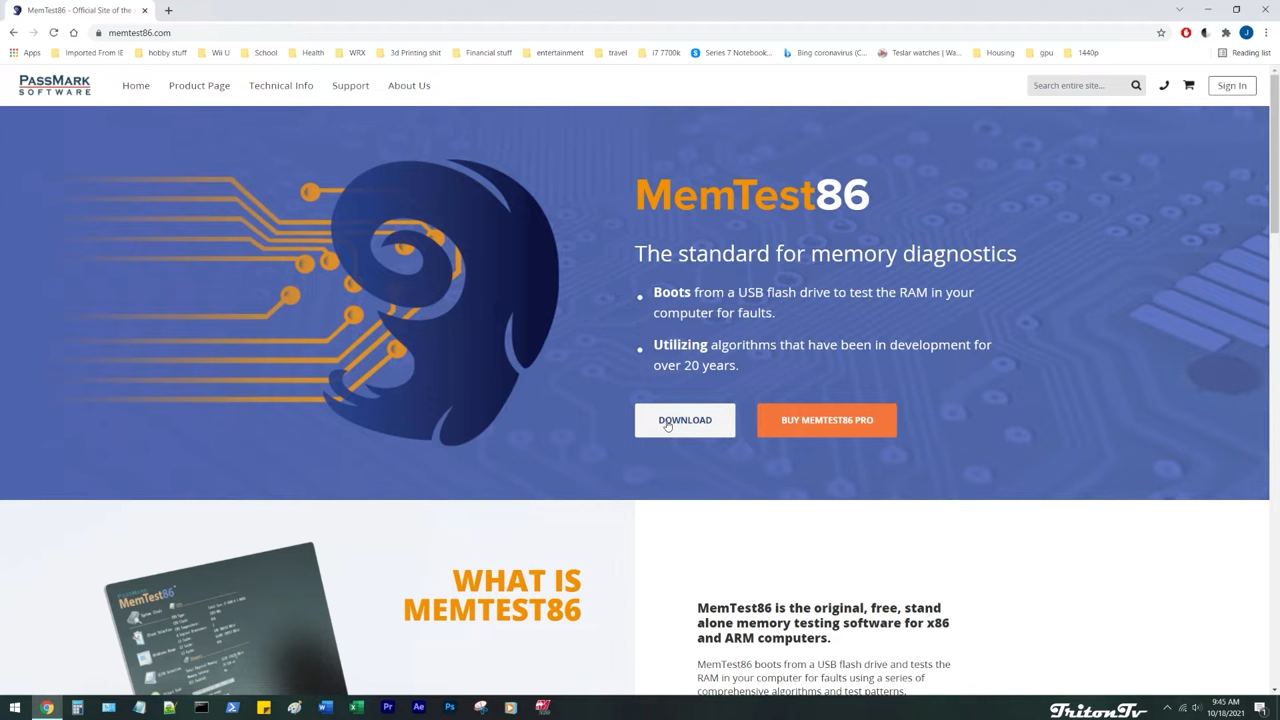 MemTest86 - Official Site of the
memtest86.com
Apps
Imported From IE
hobby stuff
Wii U
School
Health
WRX
3d Printing shit
Financial stuff
entertainment
travel
i7 7700k
Series 7 Notebook...
Bing coronavirus (C...
Teslar watches | Wa...
Housing
gpu
1440p
Reading list
PASSMARK
SOFTWARE
Home
Product Page
Technical Info
Support
About Us
Search entire site...
Sign In
MemTest86
The standard for memory diagnostics
Boots from a USB flash drive to test the RAM in your
computer for faults.
Utilizing algorithms that have been in development for
over 20 years.
DOWNLOAD
BUY MEMTEST86 PRO
WHAT IS
MEMTEST86
PASSMARK
MemTest86
MemTest86 is the original, free, stand
alone memory testing software for x86
and ARM computers.
MemTest86 boots from a USB flash drive and tests the
RAM in your computer for faults using a series of
comprehensive algorithms and test patterns.
TritonTv
9:45 AM
10/18/2021